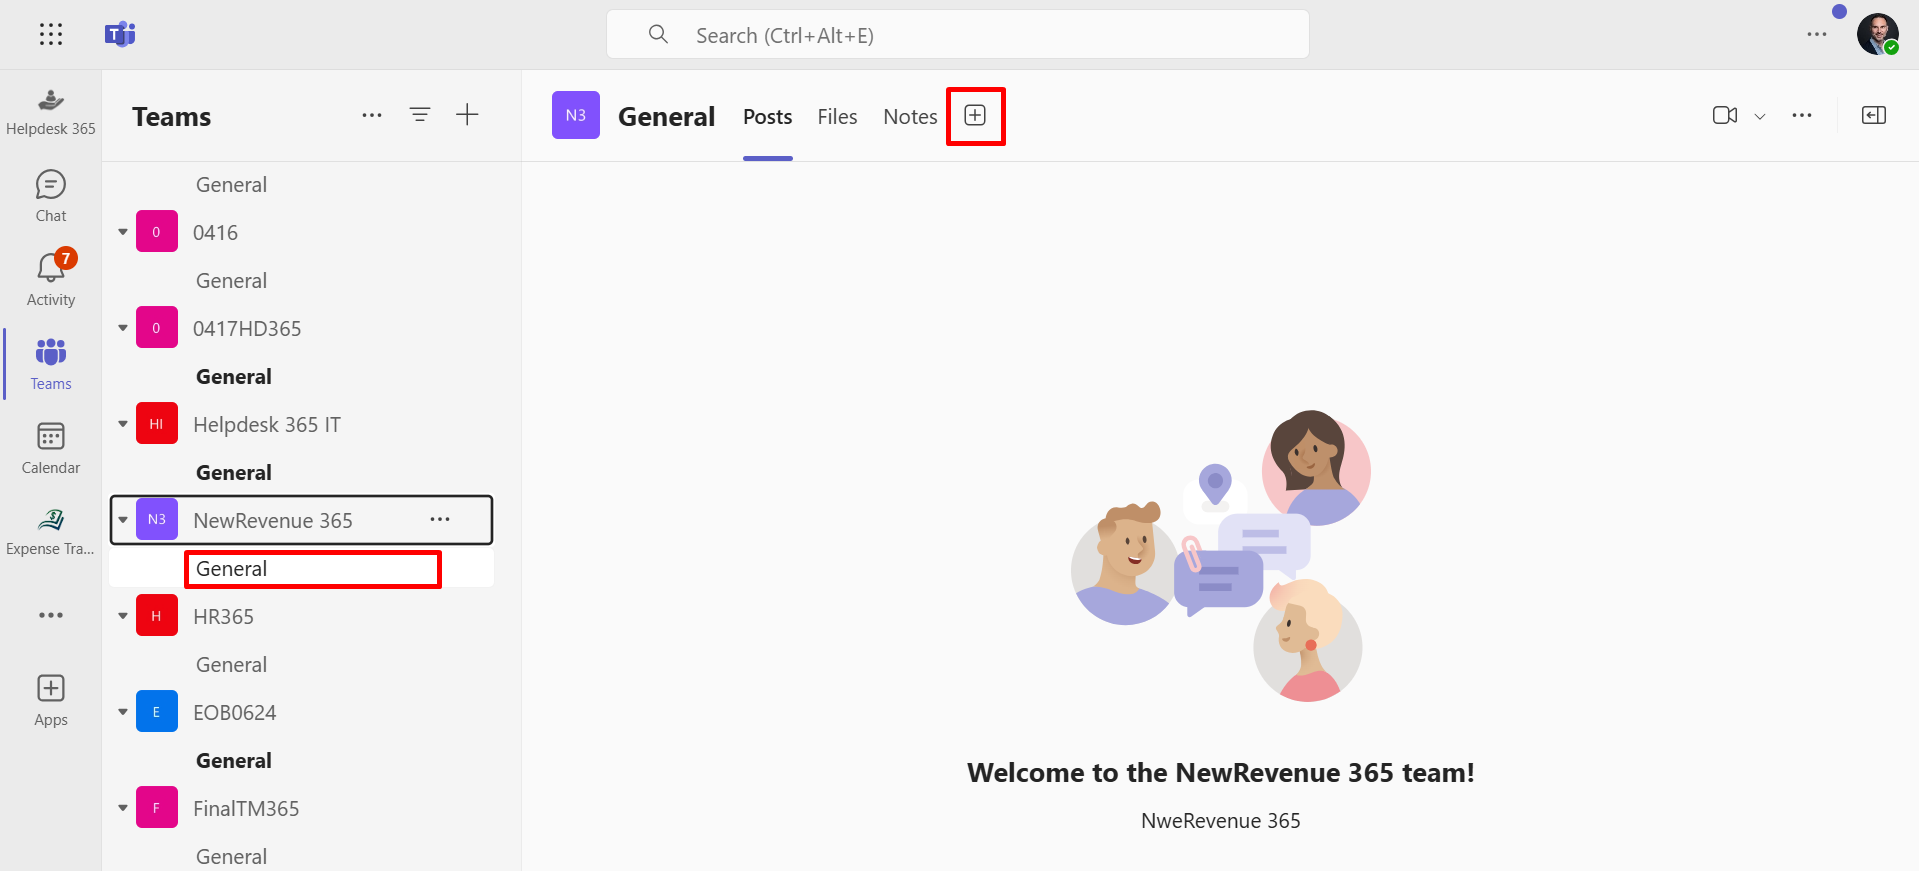 T
Search (Ctrl+Alt+E)
Helpdesk 365
Chat
7
Activity
Teams
Calendar
Expense Tra...
Apps
Teams
General
0 0416
General
0 0417HD365
General
HI Helpdesk 365 IT
General
N3 NewRevenue 365
General
H HR365
General
E EOB0624
General
F FinalTM365
General
N3 General Posts Files Notes
Welcome to the NewRevenue 365 team!
NweRevenue 365